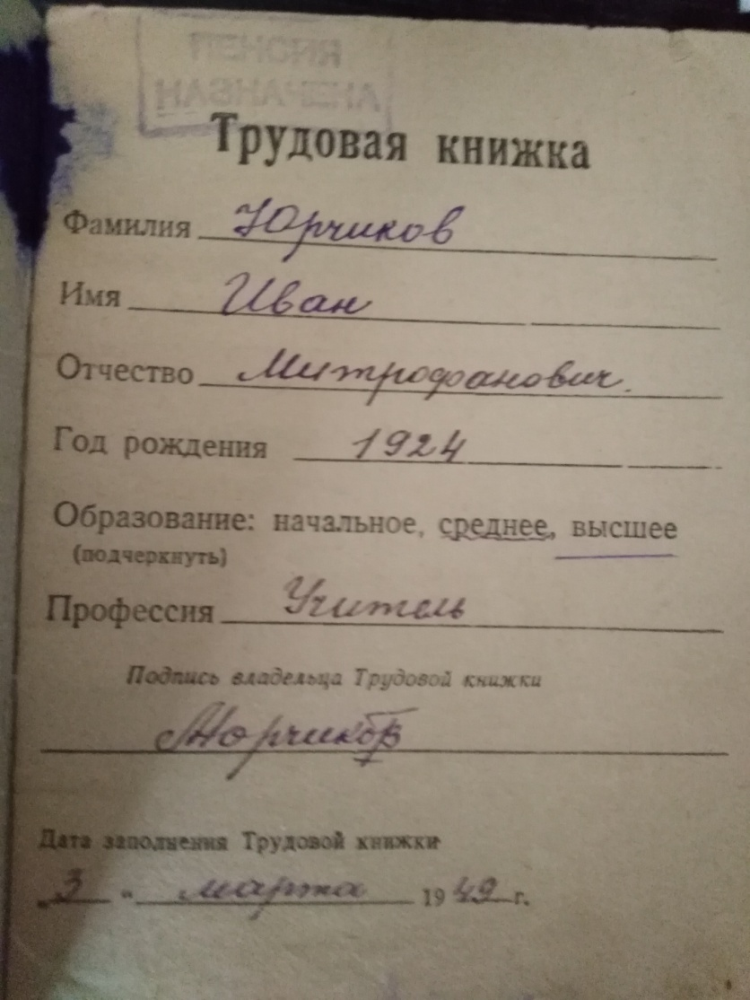 ПЕНСИЯ
НАЗНАЧЕНА
Трудовая книжка
Фамилия Юрчиков
Имя Иван
Отчество Митрофанович.
Год рождения 1924
Образование: начальное, среднее, высшее
(подчеркнуть)
Профессия Учитель
Подпись владельца Трудовой книжки
Юрчиков
Дата заполнения Трудовой книжки
„3 “ марта 1949 г.